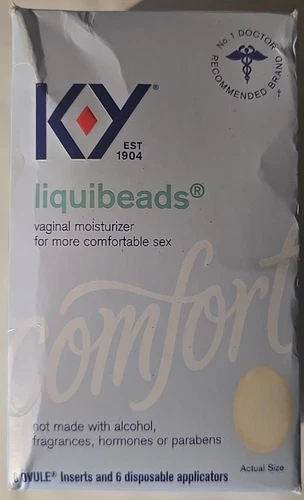 No. 1 DOCTOR
RECOMMENDED BRAND
KY®
EST
1904
liquibeads®
vaginal moisturizer
for more comfortable sex
comfort
not made with alcohol,
fragrances, hormones or parabens
Actual Size
OVULE® Inserts and 6 disposable applicators